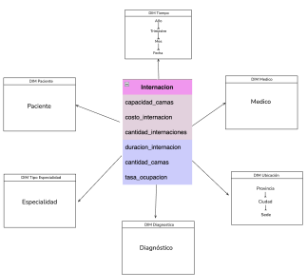 DIM Tiempo
Año
Trimestre
Mes
Fecha
DIM Paciente
Paciente
Internacion
capacidad_camas
costo_internacion
cantidad_internaciones
duracion_internacion
cantidad_camas
tasa_ocupacion
DIM Medico
Medico
DIM Tipo Especialidad
Especialidad
DIM Ubicación
Provincia
Ciudad
Sede
DIM Diagnostico
Diagnóstico